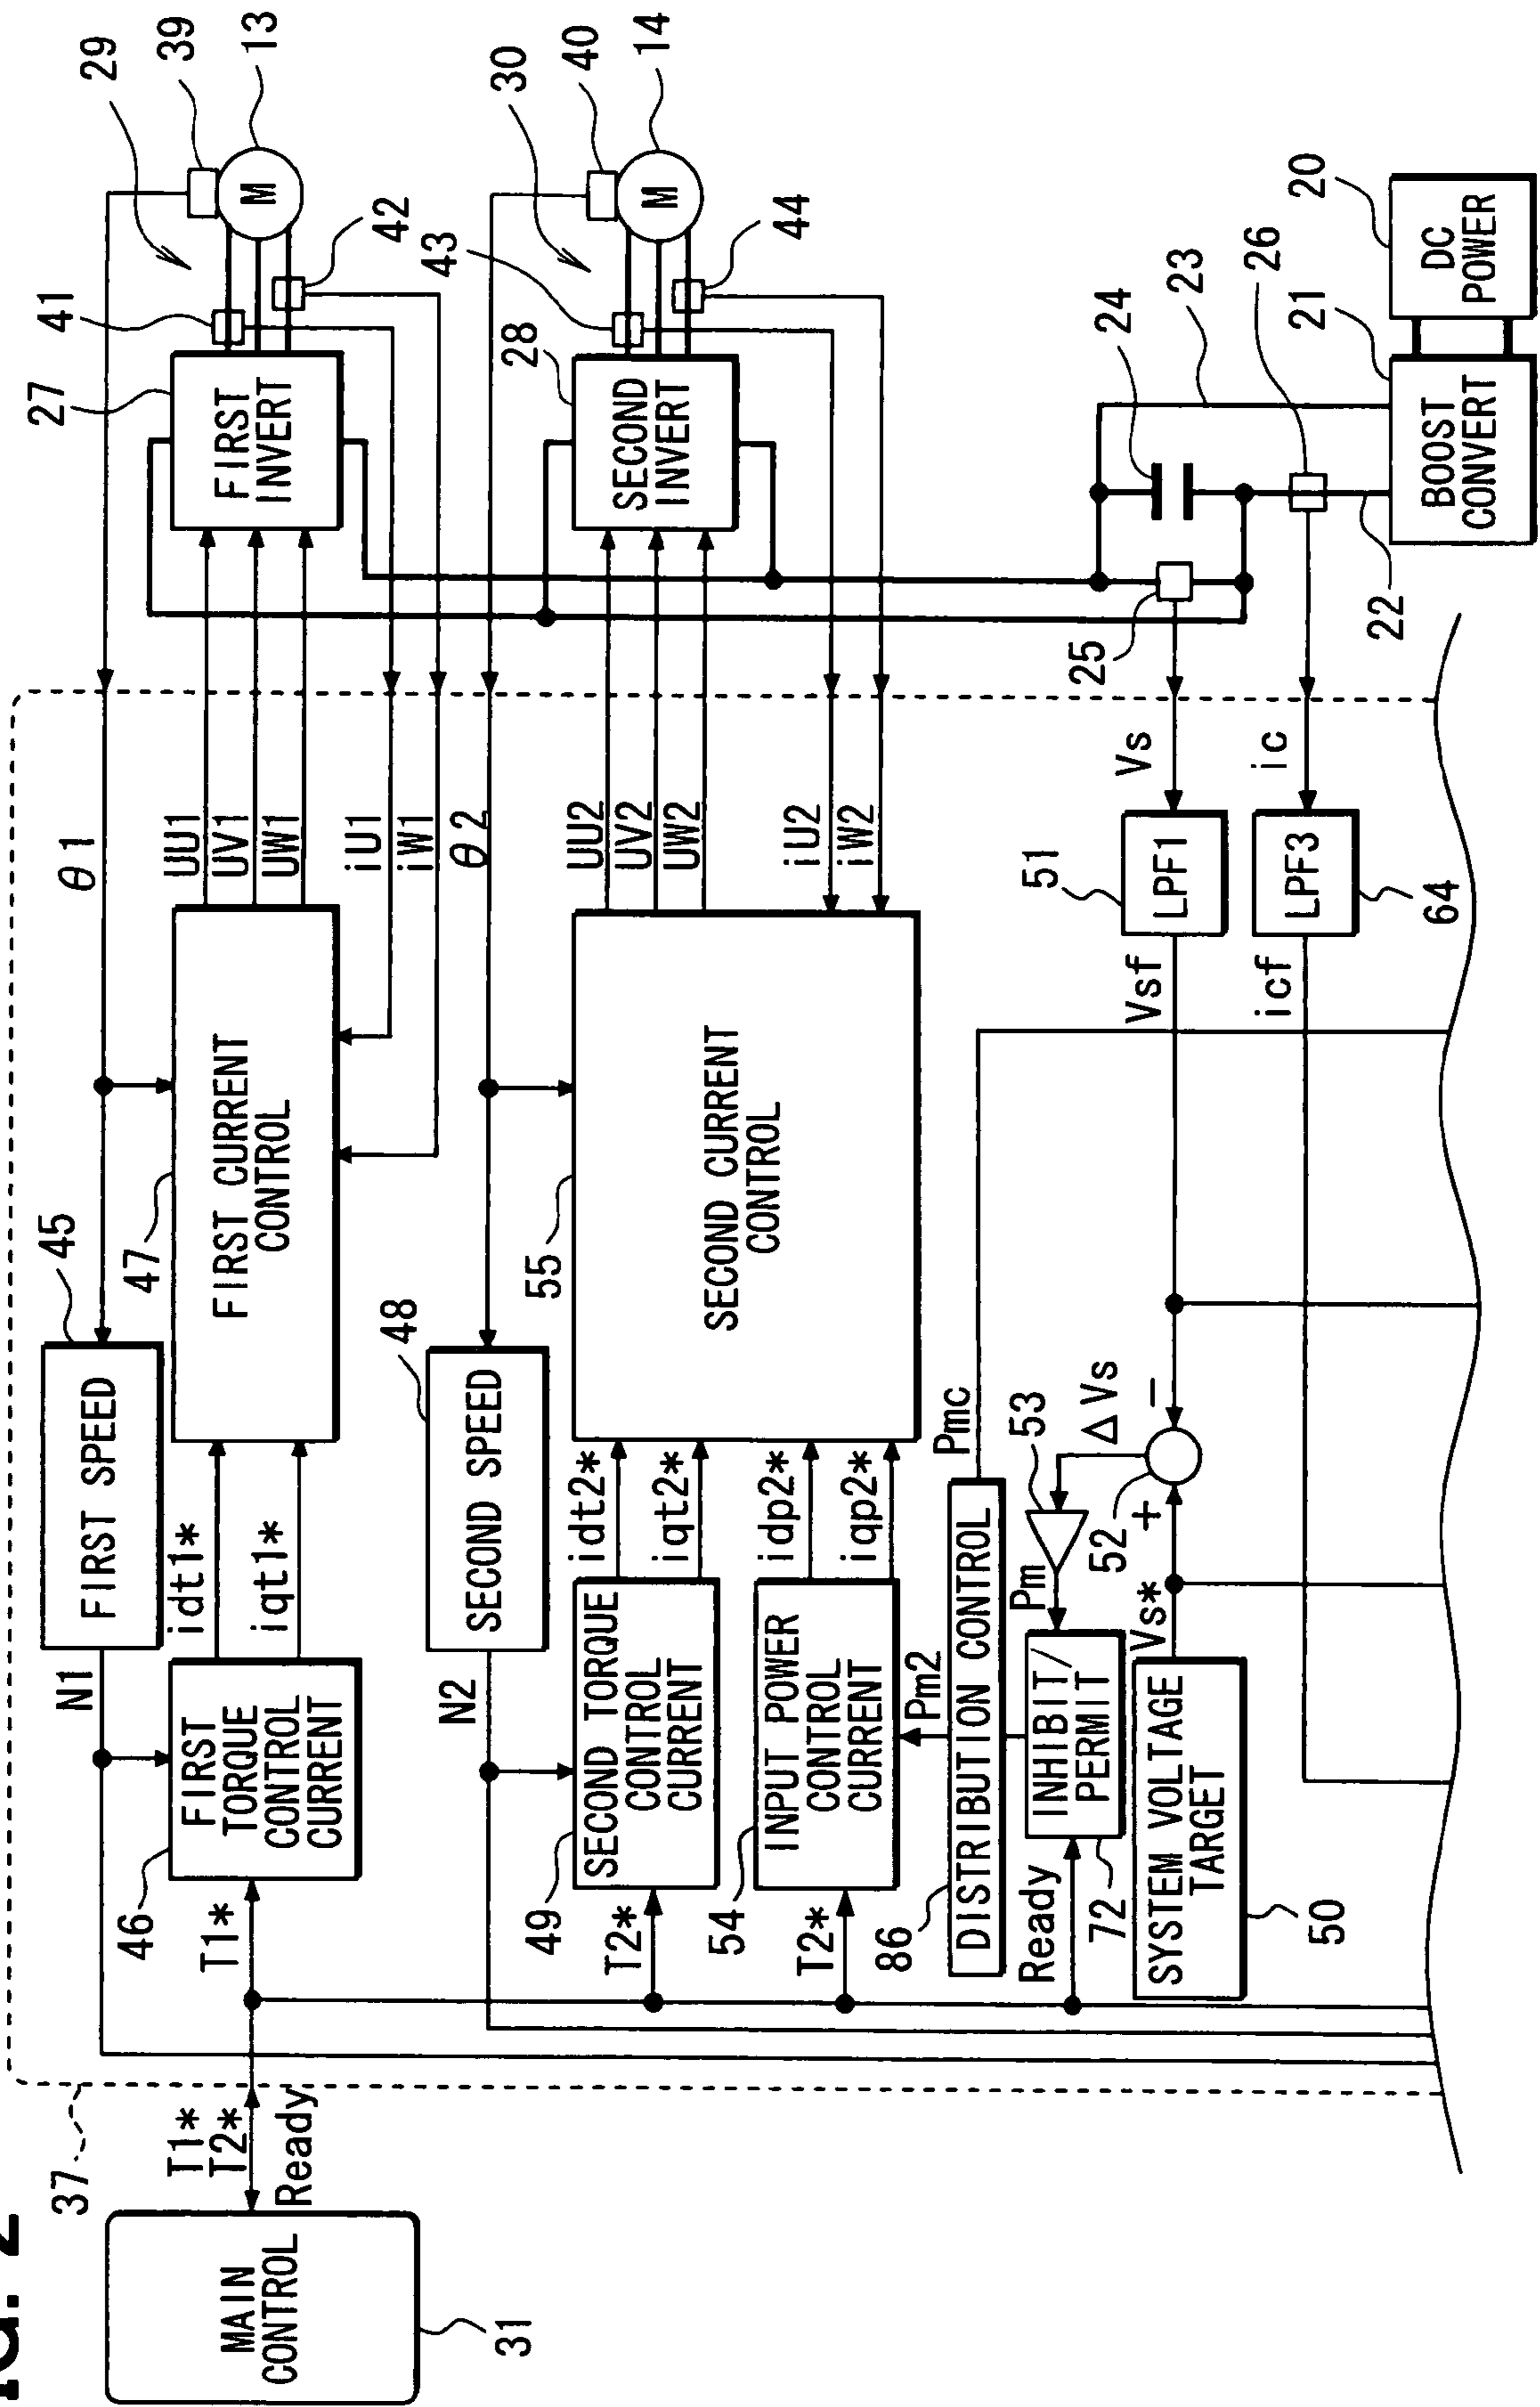 FIG. 2
37
MAIN
CONTROL
31
T1*
T2*
Ready
N1
45
FIRST SPEED
θ1
29
39
13
M
46
T1*
FIRST
TORQUE
CONTROL
CURRENT
idt1*
iqt1*
47
FIRST CURRENT
CONTROL
UU1
UV1
UW1
iU1
iW1
27
FIRST
INVERT
41
42
N2
48
SECOND SPEED
θ2
30
40
14
M
49
T2*
SECOND TORQUE
CONTROL
CURRENT
idt2*
iqt2*
55
SECOND CURRENT
CONTROL
UU2
UV2
UW2
iU2
iW2
28
SECOND
INVERT
43
44
54
T2*
INPUT POWER
CONTROL
CURRENT
idp2*
iqp2*
Pm2
86
DISTRIBUTION CONTROL
Pmc
Ready
72
INHIBIT/
PERMIT
Pm
53
ΔVs
SYSTEM VOLTAGE
TARGET
50
Vs*
52
+
−
Vsf
51
LPF1
Vs
25
icf
LPF3
64
ic
22
24
23
26
21
BOOST
CONVERT
20
DC
POWER